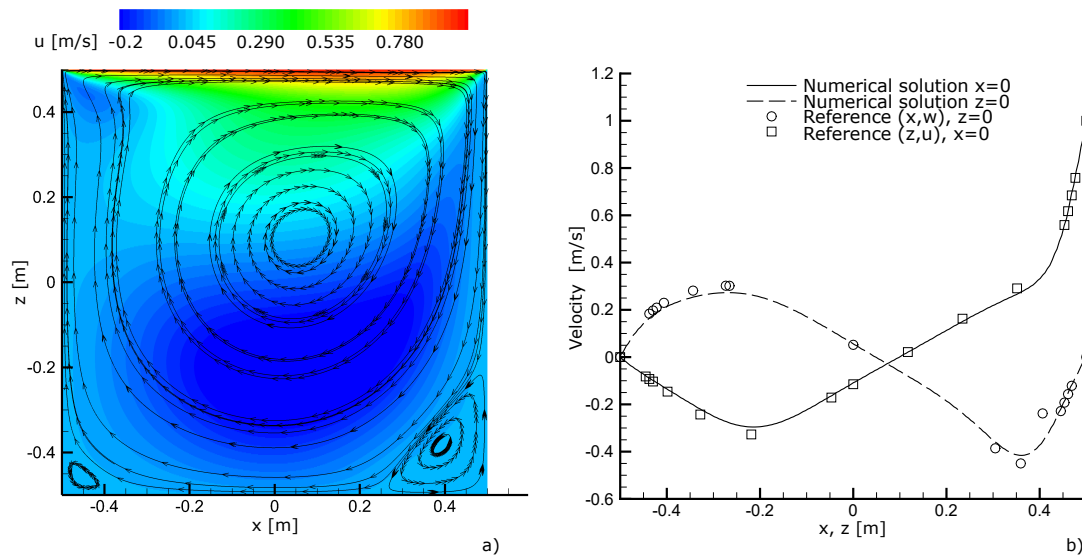 u [m/s] -0.2 0.045 0.290 0.535 0.780
0.4
0.2
0
-0.2
-0.4
z [m]
-0.4 -0.2 0 0.2 0.4
x [m]
a)
1.2
1
0.8
0.6
0.4
0.2
0
-0.2
-0.4
-0.6
Velocity [m/s]
Numerical solution x=0
Numerical solution z=0
Reference (x,w), z=0
Reference (z,u), x=0
-0.4 -0.2 0 0.2 0.4
x, z [m]
b)